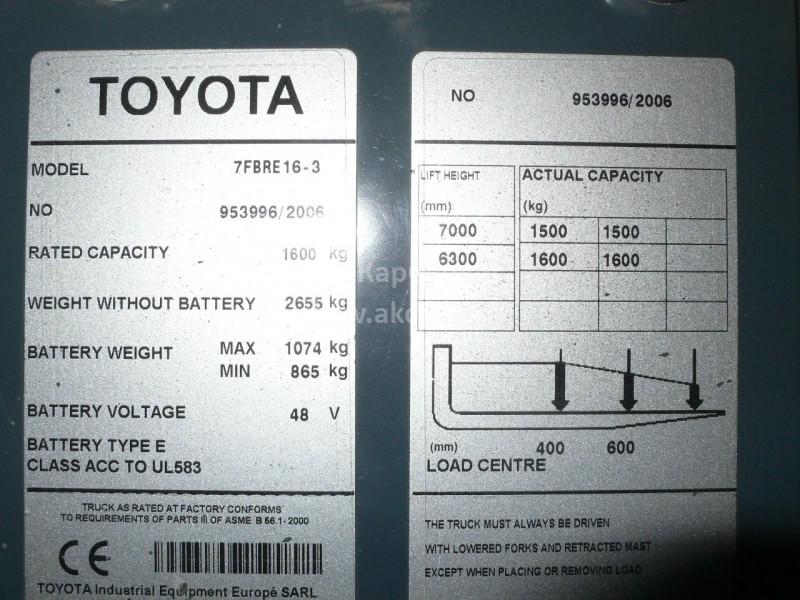 TOYOTA
MODEL 7FBRE16-3
NO 953996/2006
RATED CAPACITY 1600 kg
WEIGHT WITHOUT BATTERY 2655 kg
BATTERY WEIGHT MAX 1074 kg
MIN 865 kg
BATTERY VOLTAGE 48 V
BATTERY TYPE E
CLASS ACC TO UL583
TRUCK AS RATED AT FACTORY CONFORMS
TO REQUIREMENTS OF PARTS III OF ASME B 56.1-2000
CE
TOYOTA Industrial Equipment Europé SARL
NO 953996/2006
LIFT HEIGHT ACTUAL CAPACITY
(mm) (kg)
7000 1500 1500
6300 1600 1600
(mm) 400 600
LOAD CENTRE
THE TRUCK MUST ALWAYS BE DRIVEN
WITH LOWERED FORKS AND RETRACTED MAST
EXCEPT WHEN PLACING OR REMOVING LOAD